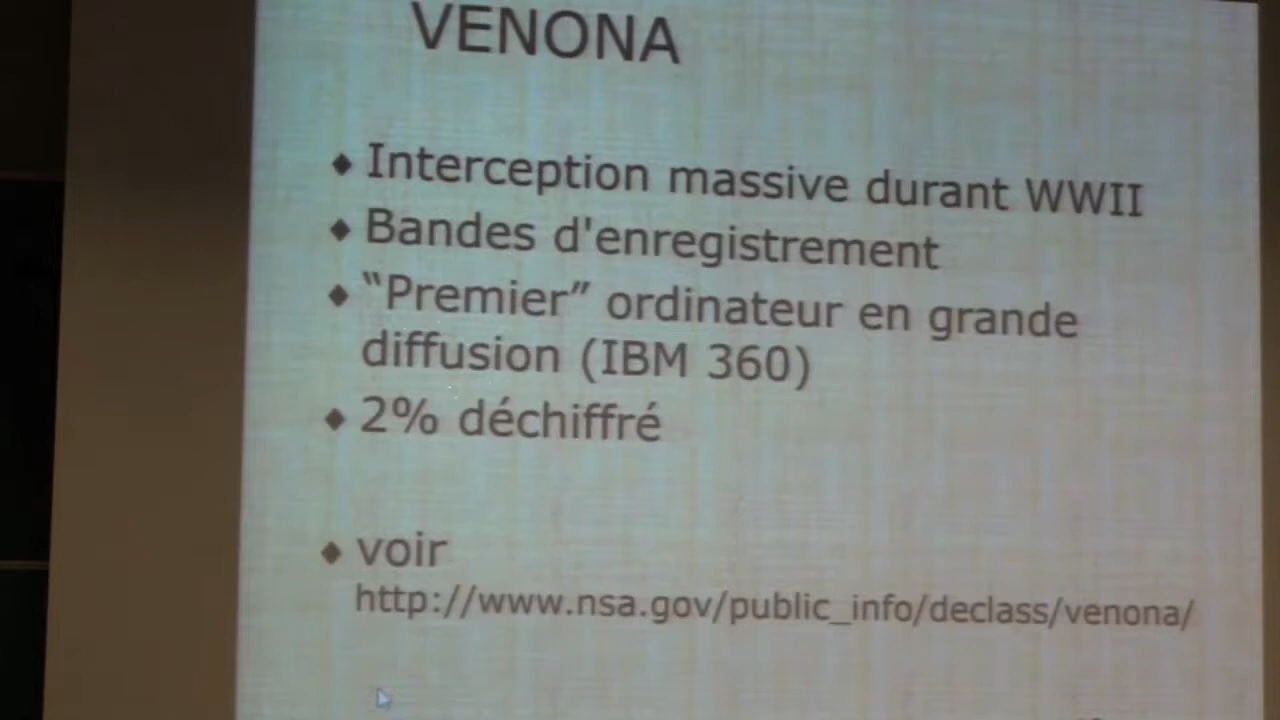 VENONA
♦ Interception massive durant WWII
♦ Bandes d'enregistrement
♦ “Premier” ordinateur en grande
diffusion (IBM 360)
♦ 2% déchiffré
♦ voir
http://www.nsa.gov/public_info/declass/venona/